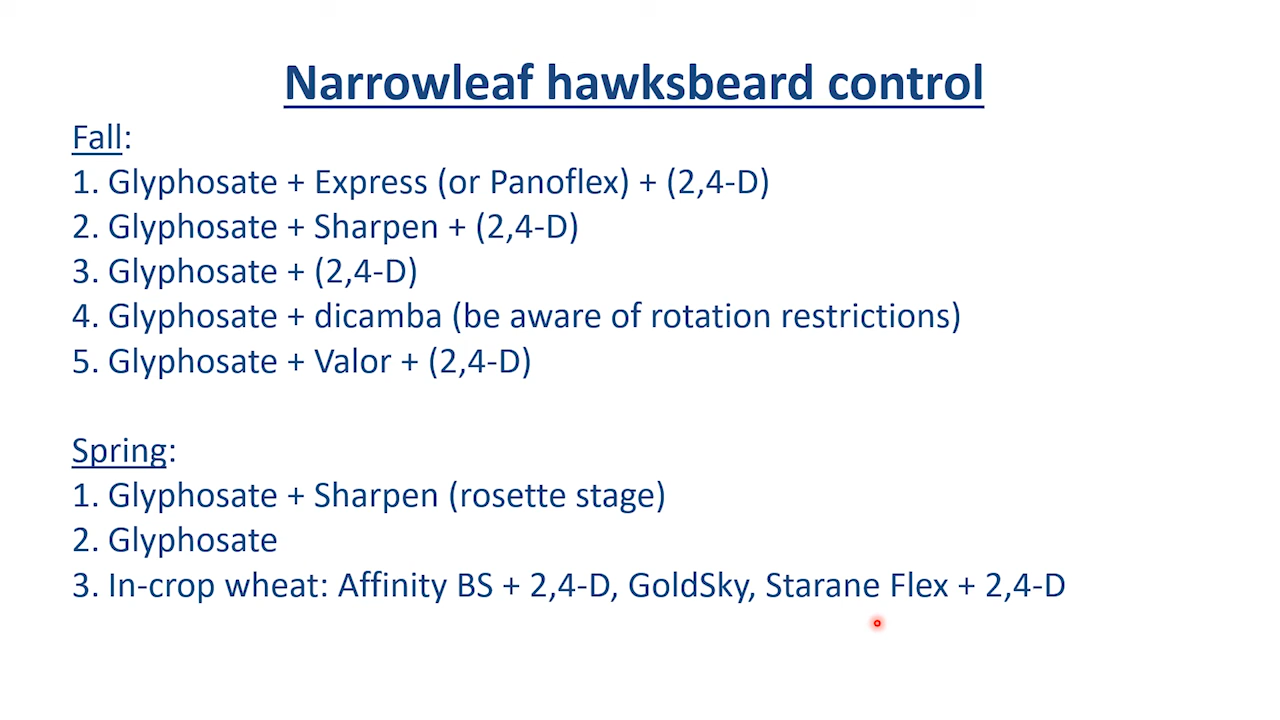 Narrowleaf hawksbeard control
Fall:
1. Glyphosate + Express (or Panoflex) + (2,4-D)
2. Glyphosate + Sharpen + (2,4-D)
3. Glyphosate + (2,4-D)
4. Glyphosate + dicamba (be aware of rotation restrictions)
5. Glyphosate + Valor + (2,4-D)
Spring:
1. Glyphosate + Sharpen (rosette stage)
2. Glyphosate
3. In-crop wheat: Affinity BS + 2,4-D, GoldSky, Starane Flex + 2,4-D